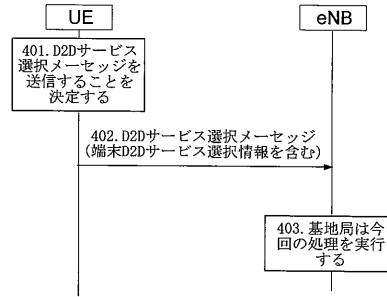 UE
eNB
401.D2Dサービス
選択メーセッジを
送信することを
決定する
402.D2Dサービス選択メーセッジ
(端末D2Dサービス選択情報を含む)
403.基地局は今
回の処理を実行
する